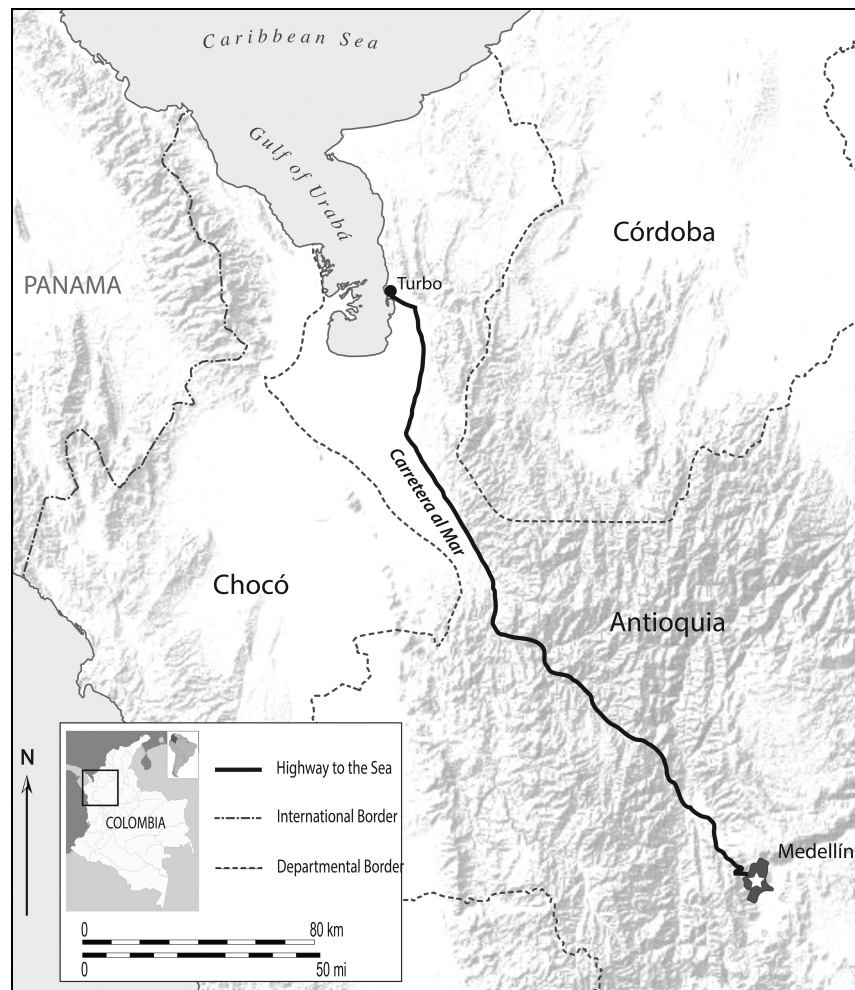 Caribbean Sea
Gulf of Urabá
Córdoba
PANAMA
Turbo
Carretera al Mar
Chocó
Antioquia
Medellín
N
COLOMBIA
Highway to the Sea
International Border
Departmental Border
0 80 km
0 50 mi